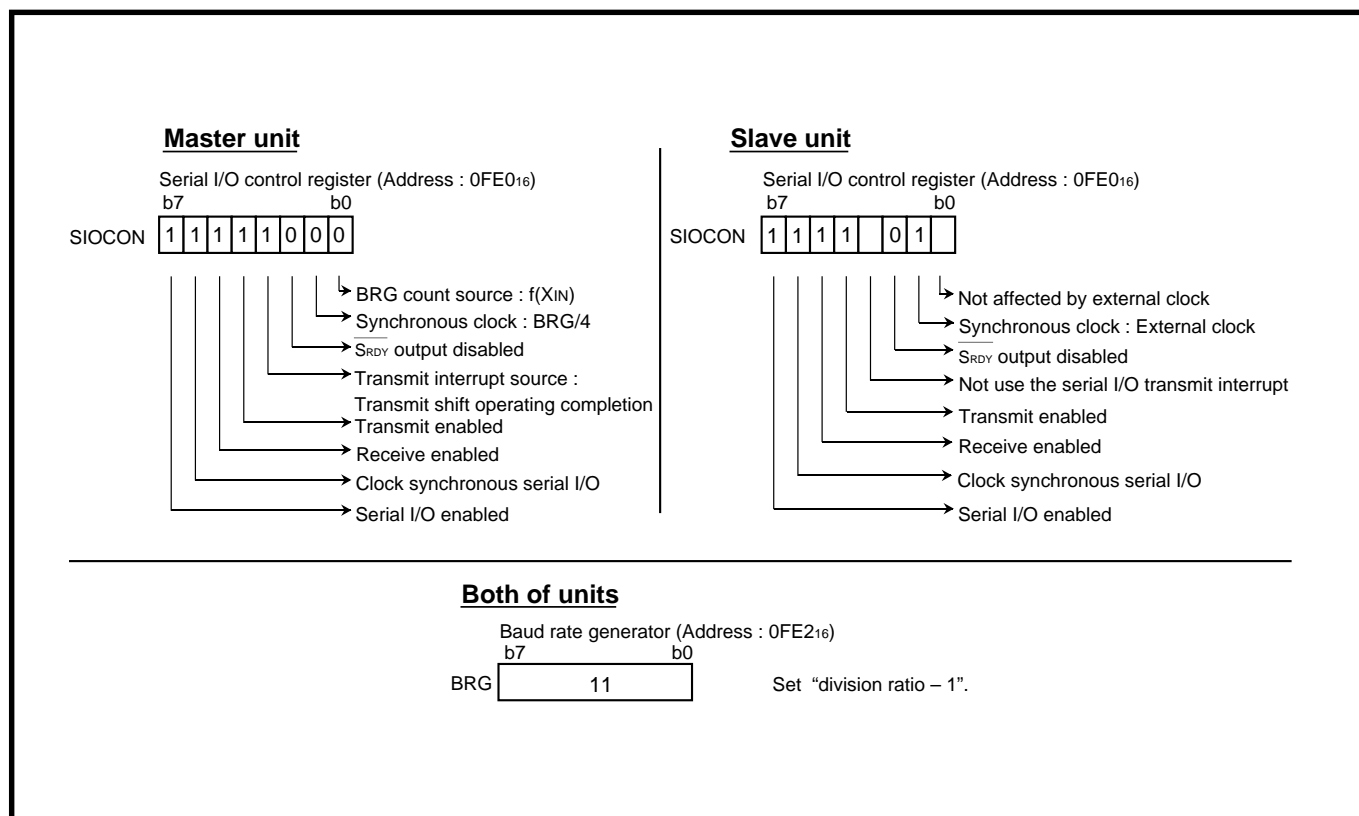 Master unit
Serial I/O control register (Address : 0FE016)
b7 b0
SIOCON 1 1 1 1 1 0 0 0
BRG count source : f(XIN)
Synchronous clock : BRG/4
SRDY output disabled
Transmit interrupt source :
Transmit shift operating completion
Transmit enabled
Receive enabled
Clock synchronous serial I/O
Serial I/O enabled
Slave unit
Serial I/O control register (Address : 0FE016)
b7 b0
SIOCON 1 1 1 1 0 1
Not affected by external clock
Synchronous clock : External clock
SRDY output disabled
Not use the serial I/O transmit interrupt
Transmit enabled
Receive enabled
Clock synchronous serial I/O
Serial I/O enabled
Both of units
Baud rate generator (Address : 0FE216)
b7 b0
BRG 11 Set “division ratio – 1”.